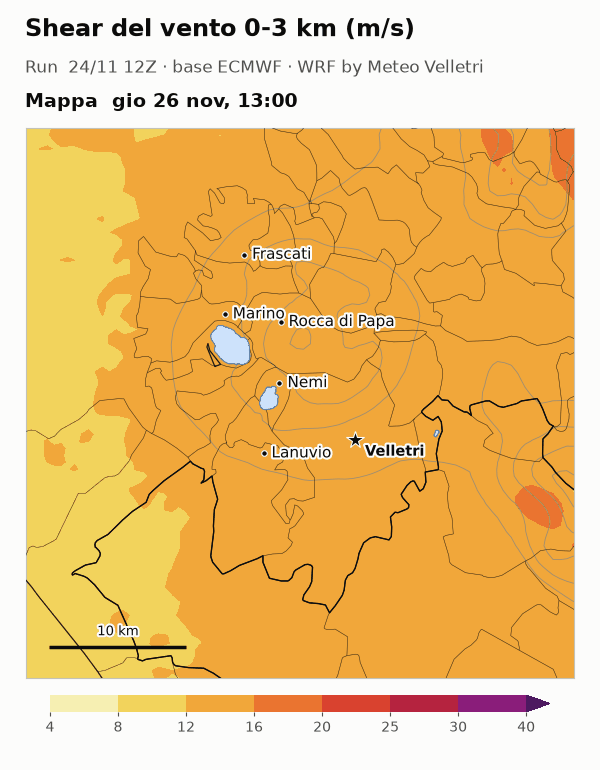 Shear del vento 0-3 km (m/s)
Run  24/11 12Z · base ECMWF · WRF by Meteo Velletri
Mappa  gio 26 nov, 13:00
Frascati
Marino
Rocca di Papa
Nemi
Velletri
Lanuvio
10 km
4 8 12 16 20 25 30 40